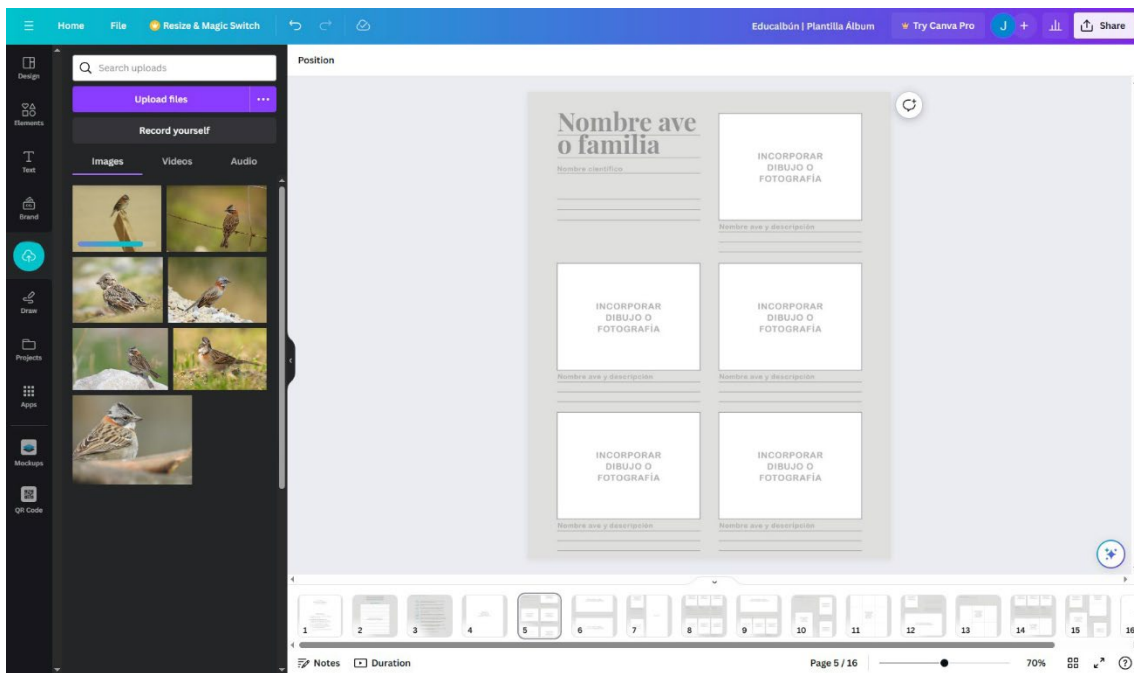 Home File Resize & Magic Switch Educalbún | Plantilla Álbum Try Canva Pro J + Share
Position
Design
Elements
Text
Brand
Draw
Projects
Apps
Mockups
QR Code
Search uploads
Upload files
Record yourself
Images Videos Audio
Nombre ave
o familia
Nombre científico
INCORPORAR
DIBUJO O
FOTOGRAFÍA
Nombre ave y descripción
INCORPORAR
DIBUJO O
FOTOGRAFÍA
Nombre ave y descripción
INCORPORAR
DIBUJO O
FOTOGRAFÍA
Nombre ave y descripción
INCORPORAR
DIBUJO O
FOTOGRAFÍA
Nombre ave y descripción
INCORPORAR
DIBUJO O
FOTOGRAFÍA
Nombre ave y descripción
1 2 3 4 5 6 7 8 9 10 11 12 13 14 15 16
Notes Duration Page 5 / 16 70%